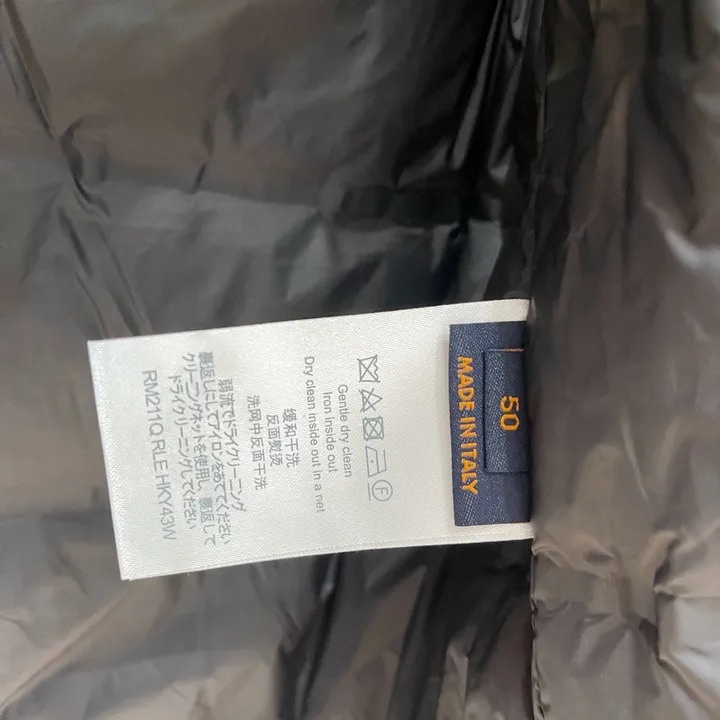 50
MADE IN ITALY
F
Gentle dry clean
Iron inside out
Dry clean inside out in a net
缓和干洗
反面熨烫
洗网中反面干洗
弱流でドライクリーニング
裏返しにしてアイロンをあててください
クリーニングネットを使用し、裏返して
ドライクリーニングしてください
RM211Q RLE HKY43W